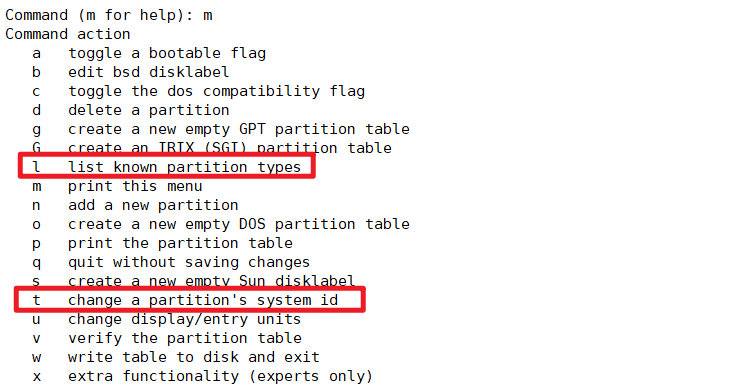 Command (m for help): m
Command action
a toggle a bootable flag
b edit bsd disklabel
c toggle the dos compatibility flag
d delete a partition
g create a new empty GPT partition table
G create an IRIX (SGI) partition table
l list known partition types
m print this menu
n add a new partition
o create a new empty DOS partition table
p print the partition table
q quit without saving changes
s create a new empty Sun disklabel
t change a partition's system id
u change display/entry units
v verify the partition table
w write table to disk and exit
x extra functionality (experts only)